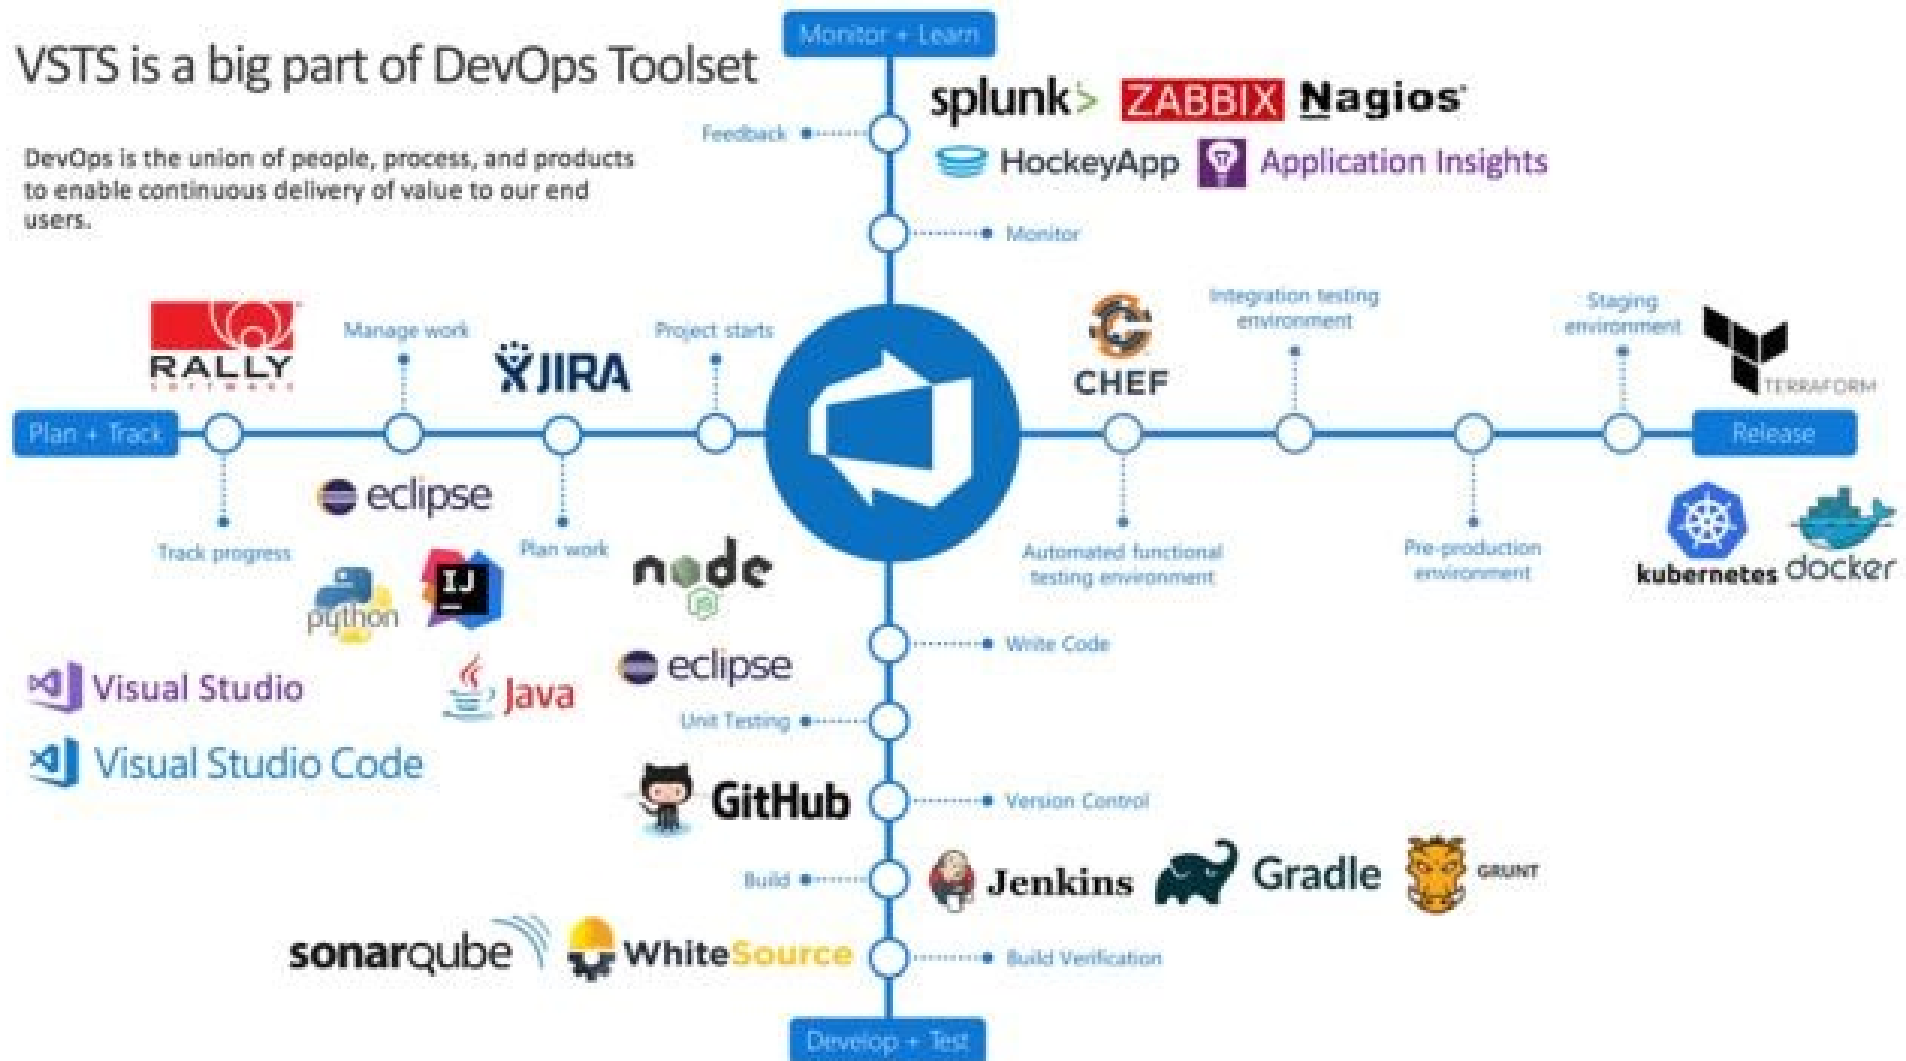 VSTS is a big part of DevOps Toolset
DevOps is the union of people, process, and products
to enable continuous delivery of value to our end
users.
Monitor + Learn
splunk>
ZABBIX
Nagios
Feedback
HockeyApp
Application Insights
Monitor
RALLY
SOFTWARE
Manage work
JIRA
Project starts
CHEF
Integration testing
environment
Staging
environment
TERRAFORM
Plan + Track
Release
Track progress
eclipse
Plan work
python
IJ
node
JS
Automated functional
testing environment
Pre-production
environment
kubernetes
docker
Write Code
Visual Studio
Java
eclipse
Unit Testing
Visual Studio Code
GitHub
Version Control
Build
Jenkins
Gradle
GRUNT
sonarqube
WhiteSource
Build Verification
Develop + Test